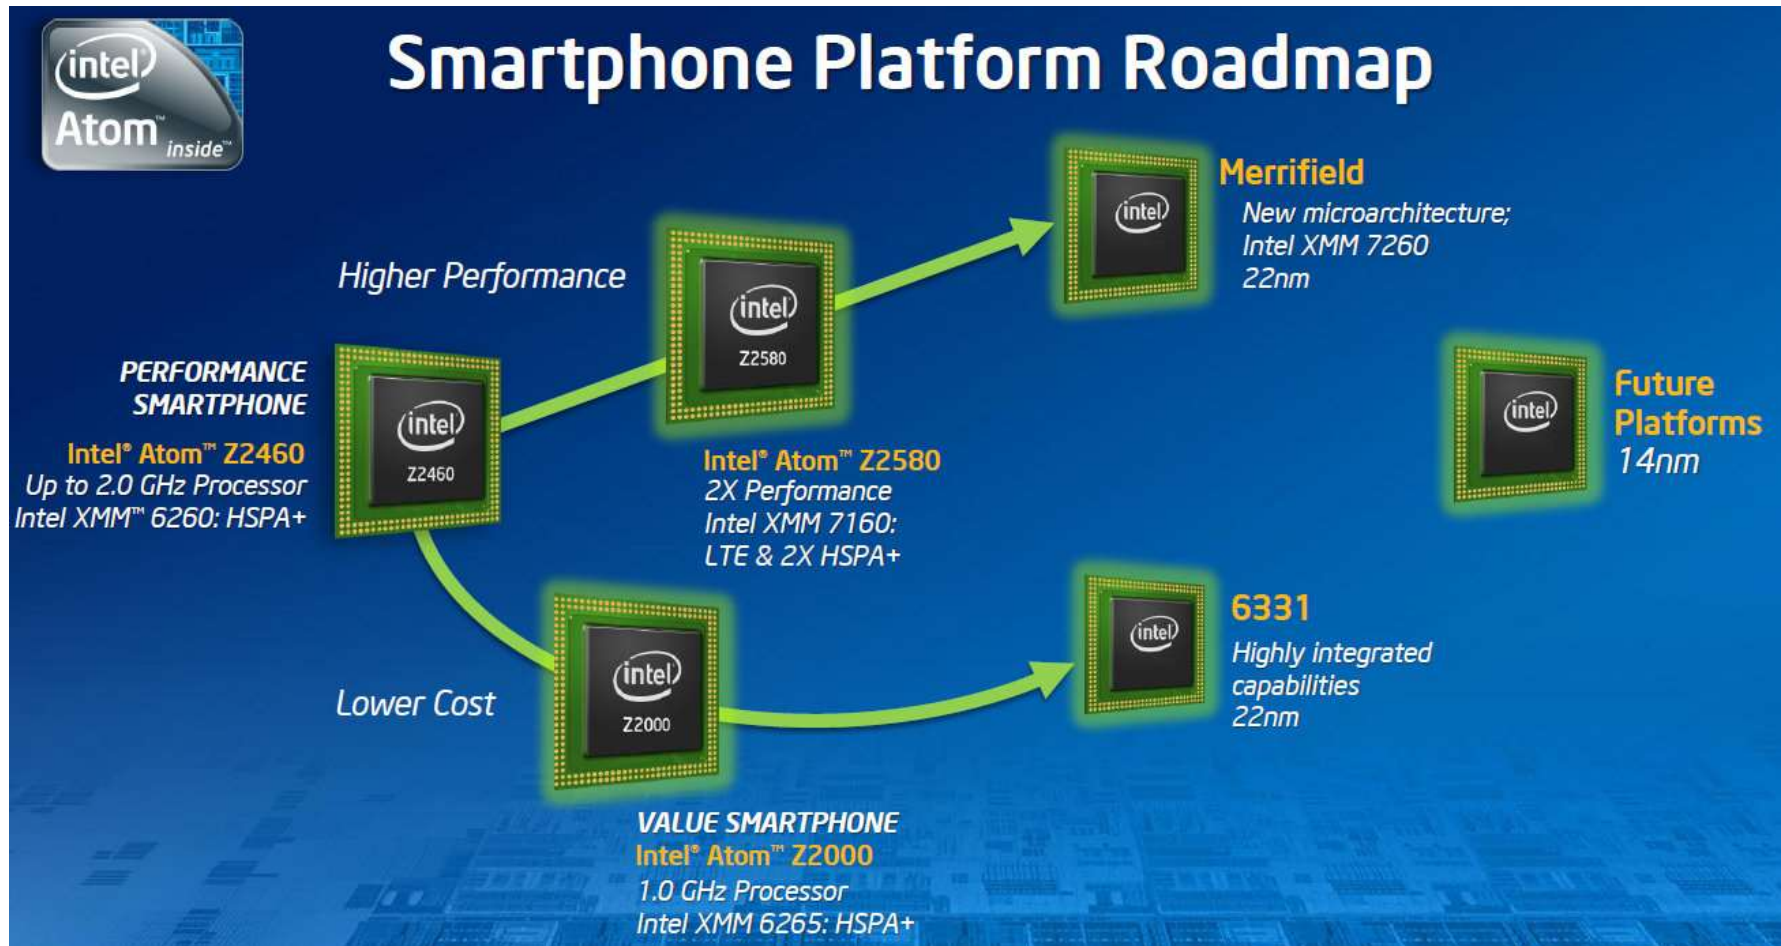 intel
Atom™
inside™
Smartphone Platform Roadmap
Higher Performance
PERFORMANCE
SMARTPHONE
Intel® Atom™ Z2460
Up to 2.0 GHz Processor
Intel XMM™ 6260: HSPA+
intel
Z2460
intel
Z2580
Intel® Atom™ Z2580
2X Performance
Intel XMM 7160:
LTE & 2X HSPA+
intel
Merrifield
New microarchitecture;
Intel XMM 7260
22nm
intel
Future
Platforms
14nm
Lower Cost
intel
Z2000
VALUE SMARTPHONE
Intel® Atom™ Z2000
1.0 GHz Processor
Intel XMM 6265: HSPA+
intel
6331
Highly integrated
capabilities
22nm